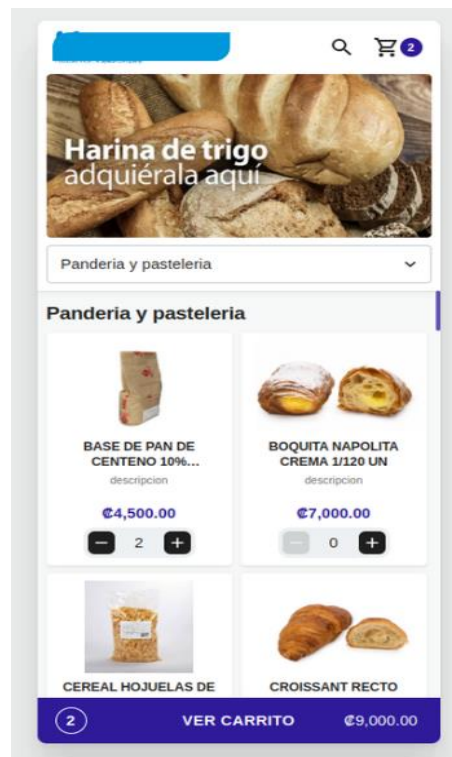 2
Harina de trigo
adquiérala aquí
Panderia y pasteleria
Panderia y pasteleria
BASE DE PAN DE
CENTENO 10%...
descripcion
₡4,500.00
2
BOQUITA NAPOLITA
CREMA 1/120 UN
descripcion
₡7,000.00
0
CEREAL HOJUELAS DE
CROISSANT RECTO
2
VER CARRITO
₡9,000.00